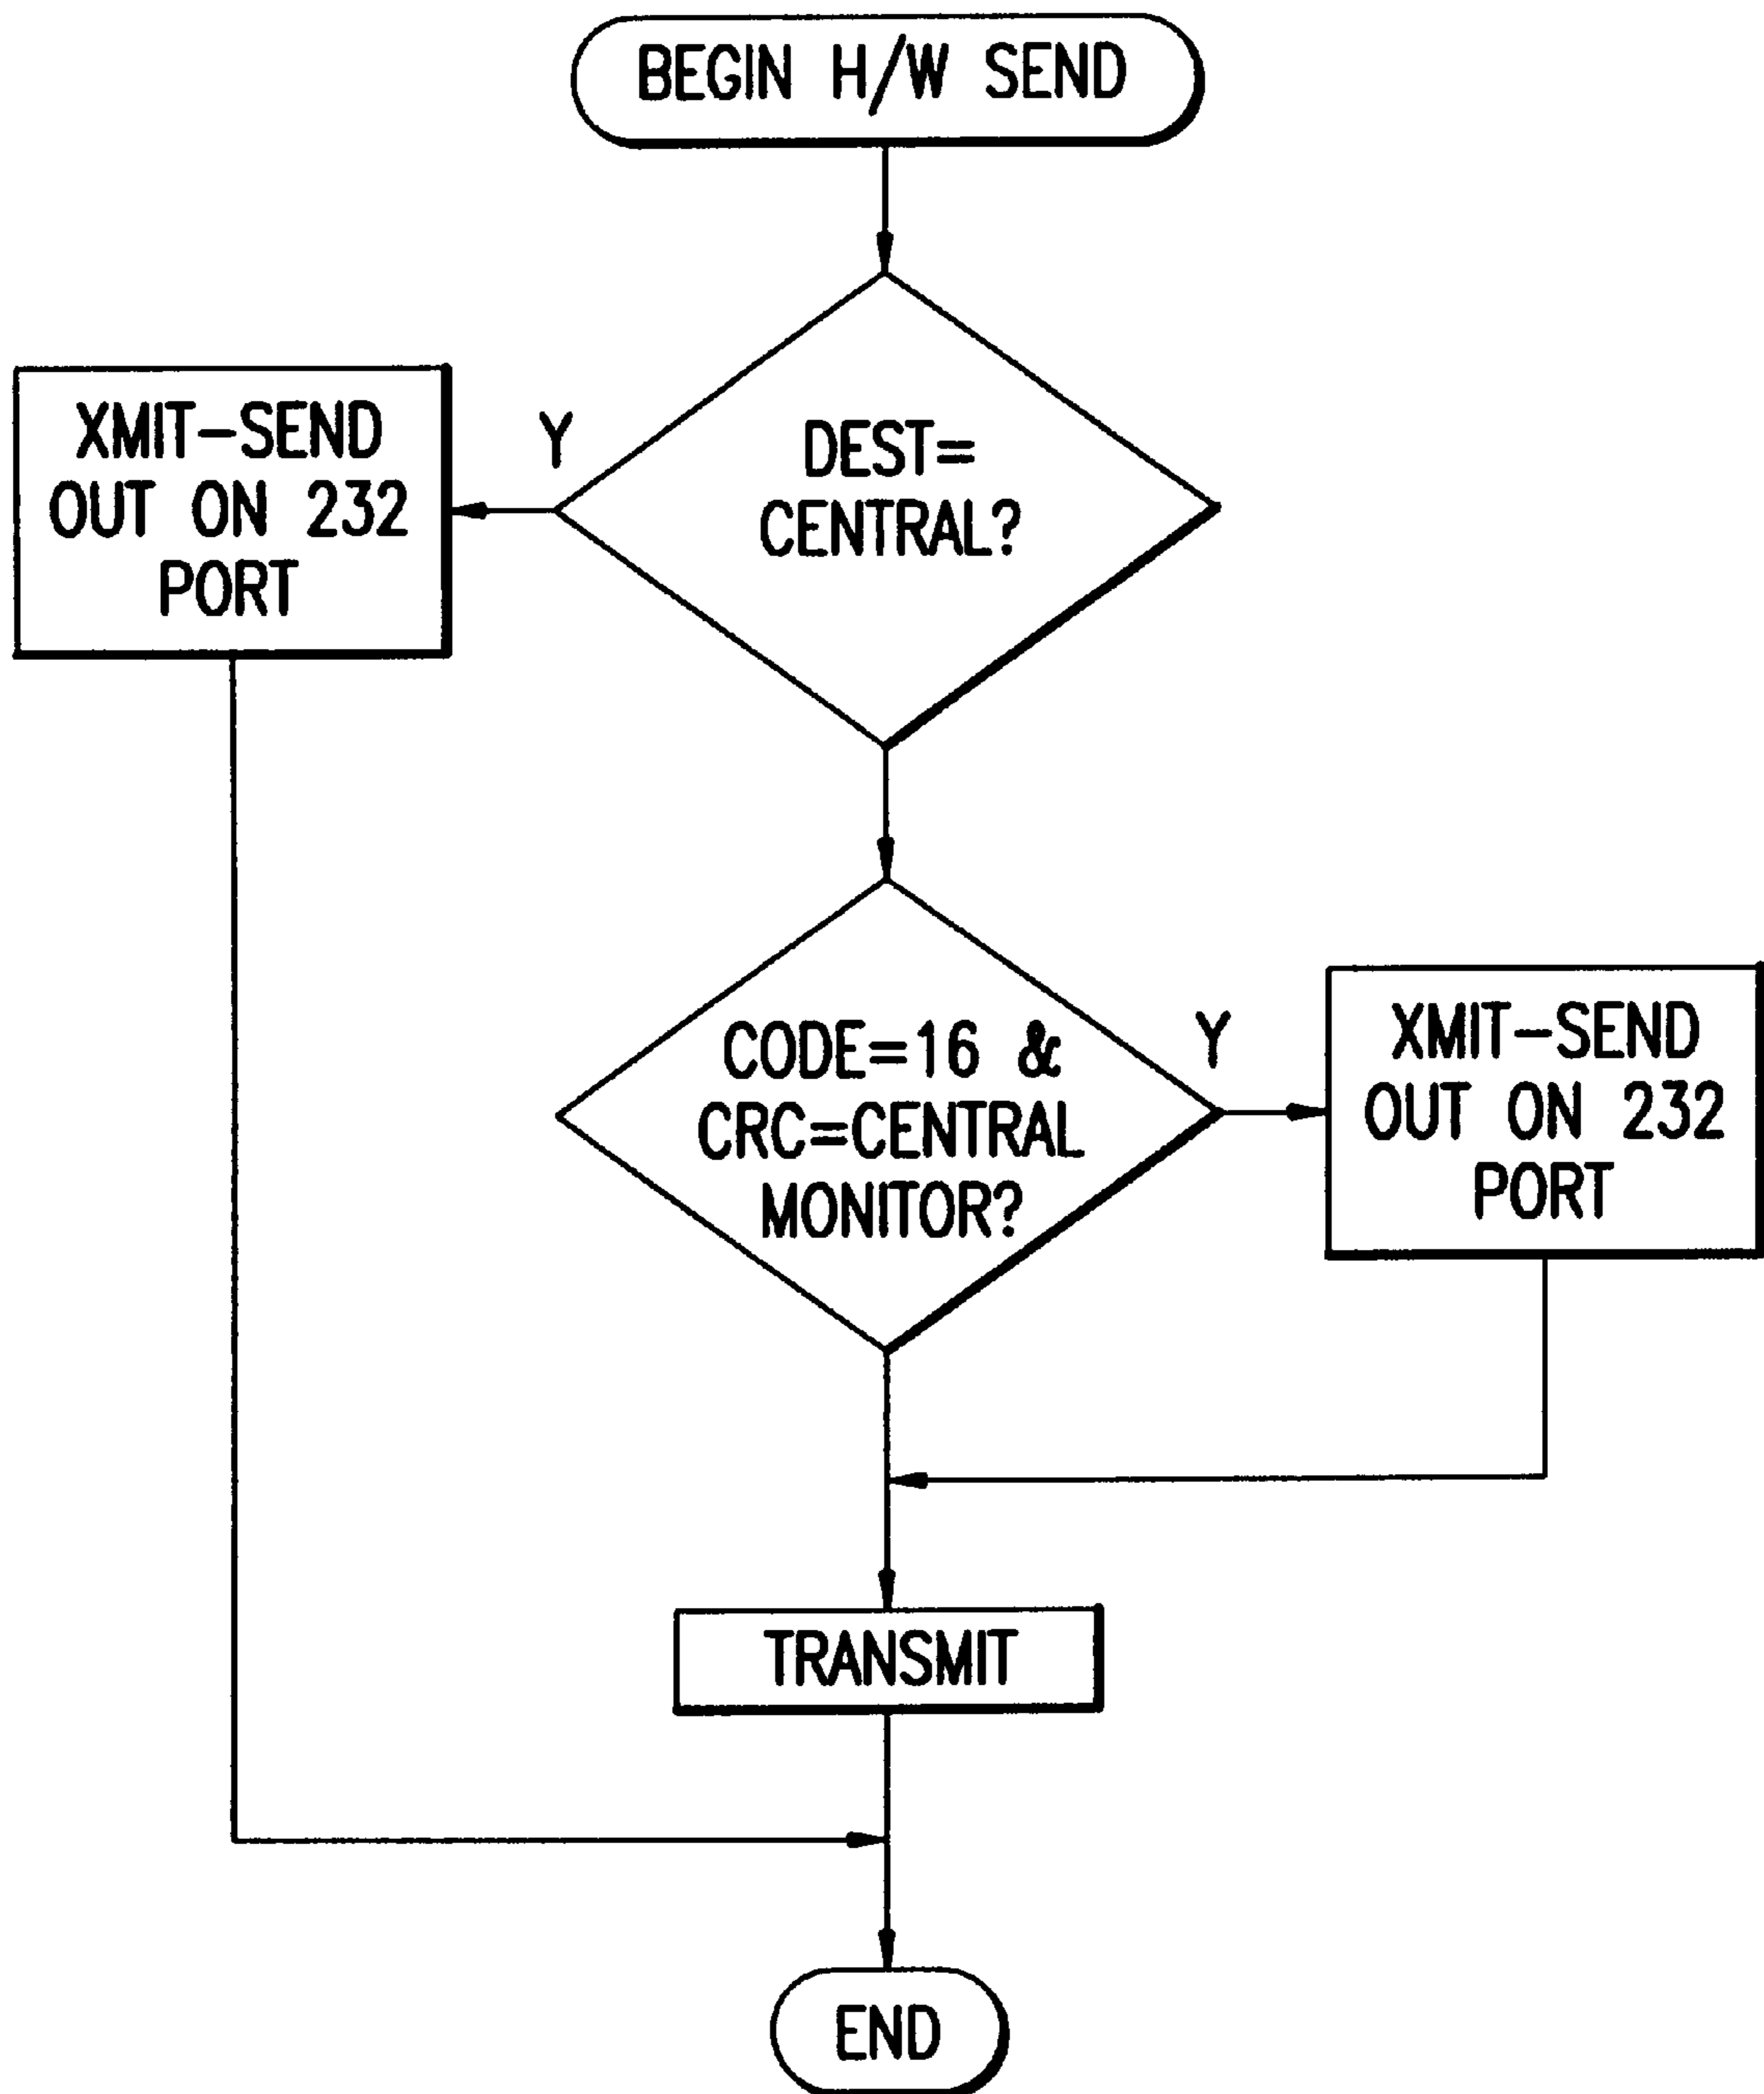 BEGIN H/W SEND
DEST=
CENTRAL?
Y
XMIT-SEND
OUT ON 232
PORT
CODE=16 &
CRC=CENTRAL
MONITOR?
Y
XMIT-SEND
OUT ON 232
PORT
TRANSMIT
END